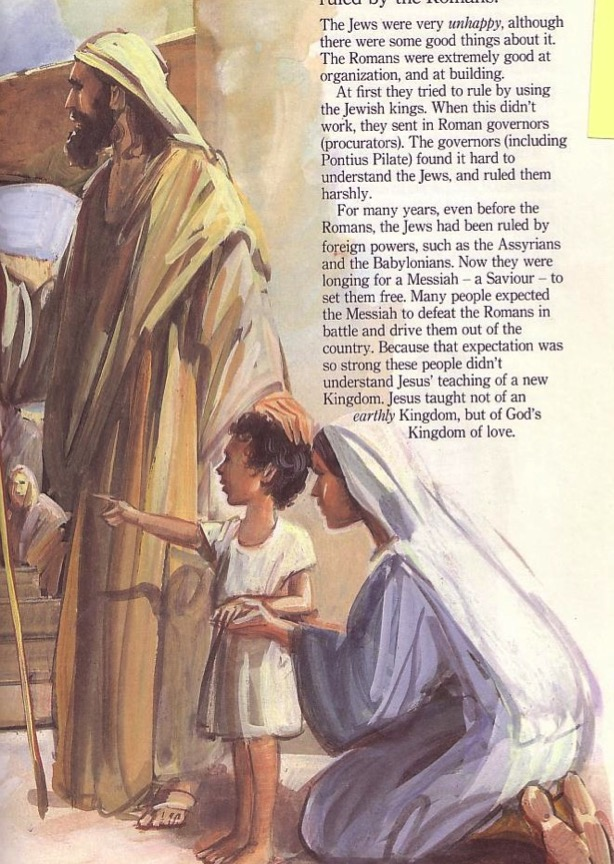 ruled by the Romans.
The Jews were very unhappy, although
there were some good things about it.
The Romans were extremely good at
organization, and at building.
At first they tried to rule by using
the Jewish kings. When this didn't
work, they sent in Roman governors
(procurators). The governors (including
Pontius Pilate) found it hard to
understand the Jews, and ruled them
harshly.
For many years, even before the
Romans, the Jews had been ruled by
foreign powers, such as the Assyrians
and the Babylonians. Now they were
longing for a Messiah – a Saviour – to
set them free. Many people expected
the Messiah to defeat the Romans in
battle and drive them out of the
country. Because that expectation was
so strong these people didn't
understand Jesus' teaching of a new
Kingdom. Jesus taught not of an
earthly Kingdom, but of God's
Kingdom of love.